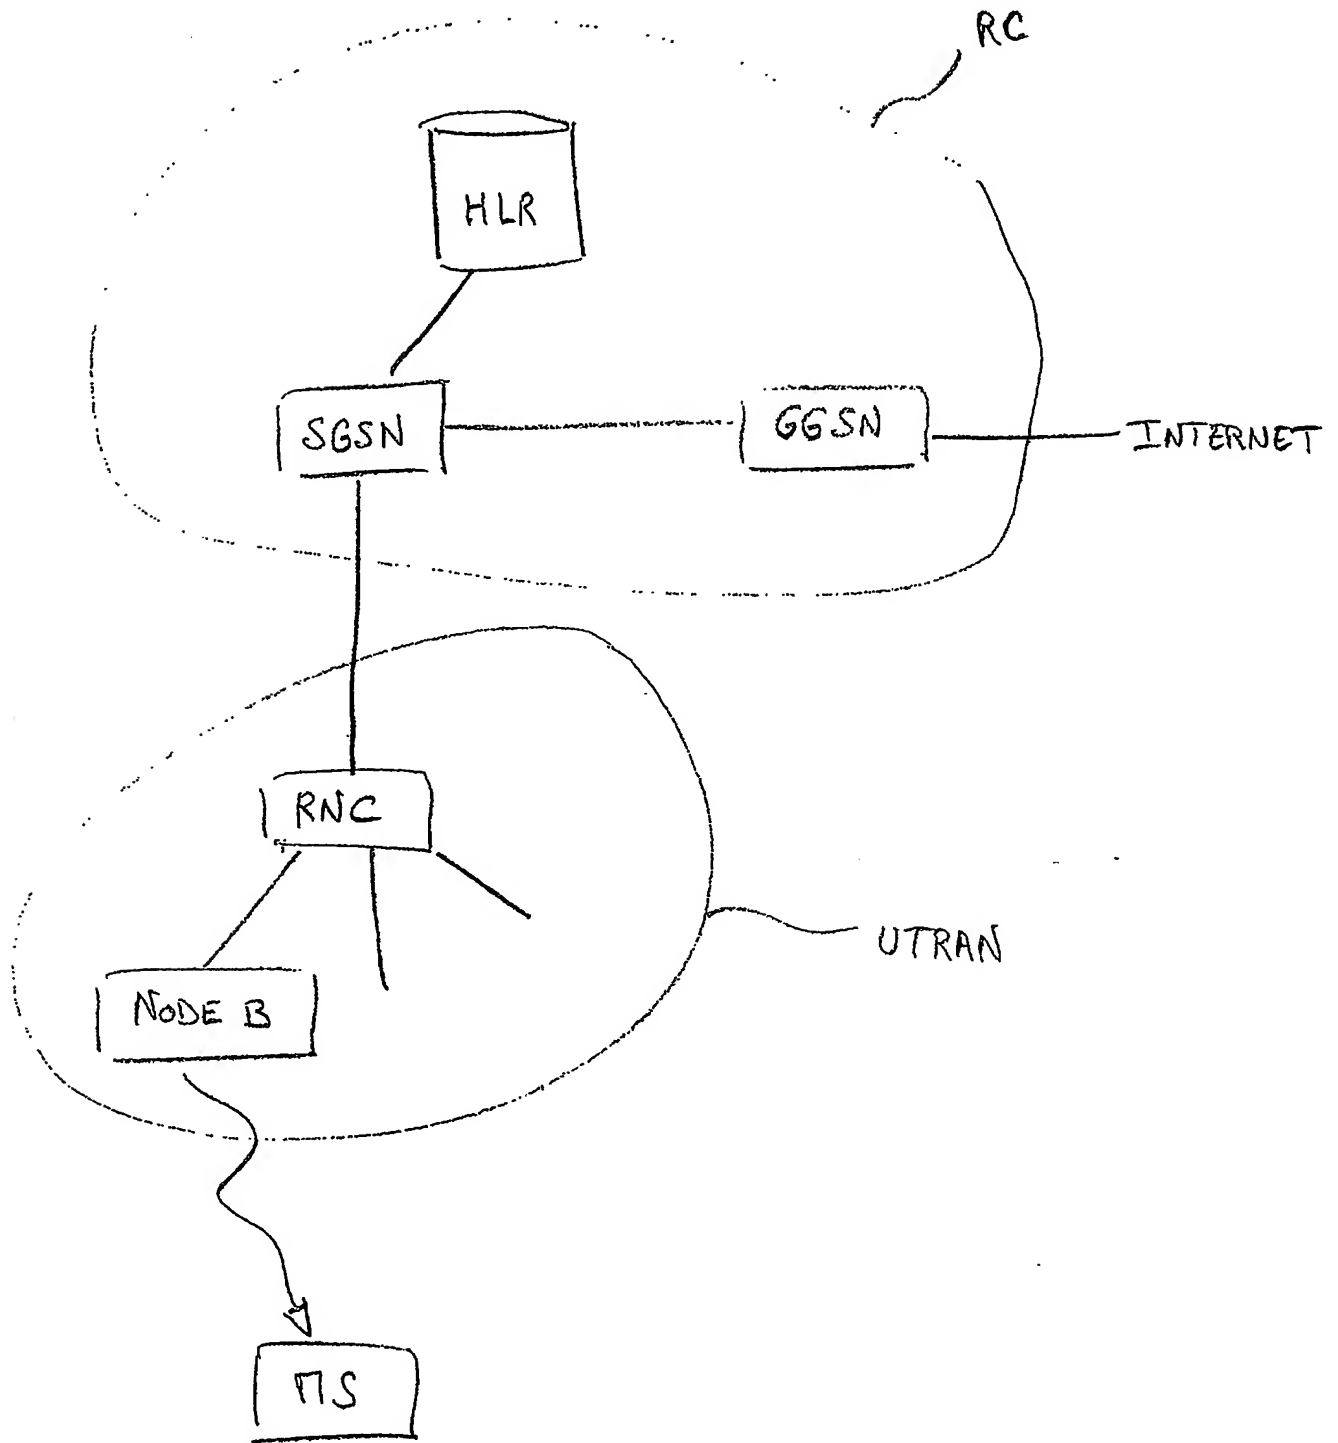 RC
HLR
SGSN
GGSN
INTERNET
RNC
UTRAN
NODE B
MS